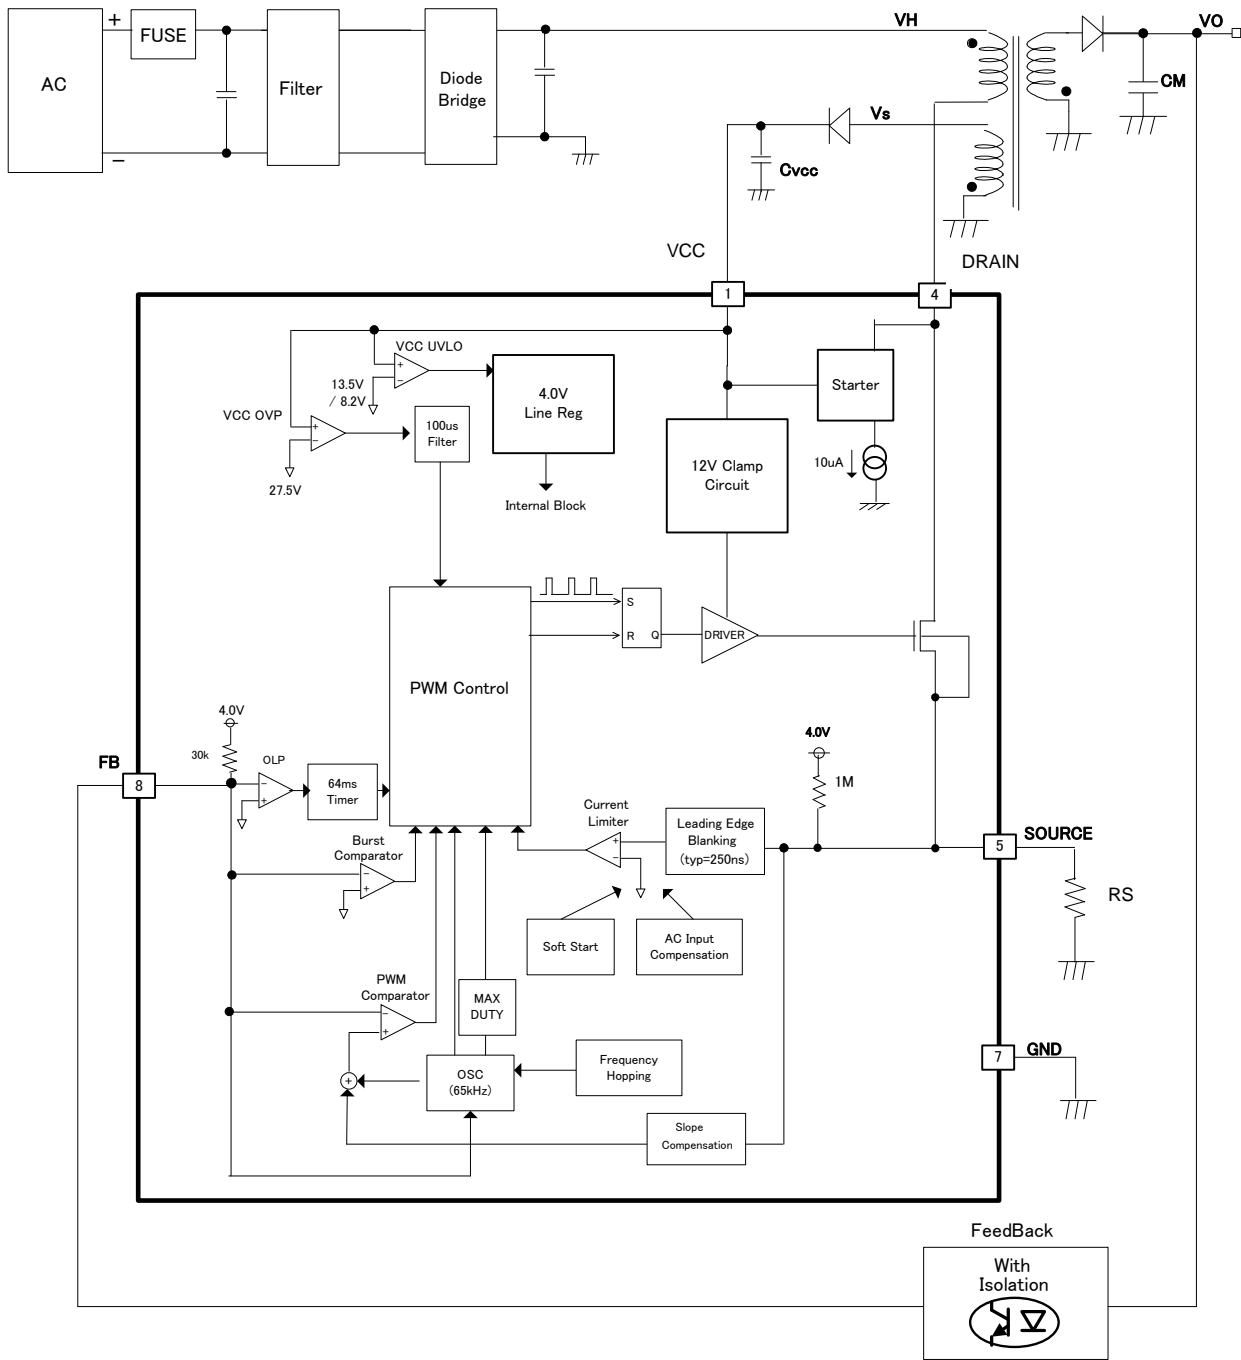 AC
+
−
FUSE
Filter
Diode
Bridge
VH
VO
CM
Vs
Cvcc
VCC
DRAIN
1
4
VCC UVLO
+
−
13.5V
/ 8.2V
4.0V
Line Reg
Starter
VCC OVP
+
−
27.5V
100us
Filter
Internal Block
12V Clamp
Circuit
10uA
S
R
Q
DRIVER
PWM Control
4.0V
30k
FB
8
OLP
−
+
64ms
Timer
4.0V
1M
Current
Limiter
+
−
Leading Edge
Blanking
(typ=250ns)
5
SOURCE
RS
Burst
Comparator
−
+
Soft Start
AC Input
Compensation
PWM
Comparator
−
+
MAX
DUTY
+
OSC
(65kHz)
Frequency
Hopping
7
GND
Slope
Compensation
FeedBack
With
Isolation